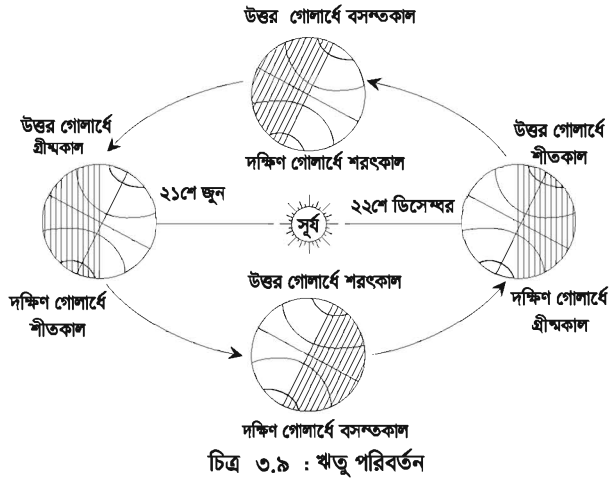 উত্তর গোলার্ধে বসন্তকাল
দক্ষিণ গোলার্ধে শরৎকাল
উত্তর গোলার্ধে
গ্রীষ্মকাল
২১শে জুন
দক্ষিণ গোলার্ধে
শীতকাল
সূর্য
২২শে ডিসেম্বর
উত্তর গোলার্ধে
শীতকাল
দক্ষিণ গোলার্ধে
গ্রীষ্মকাল
উত্তর গোলার্ধে শরৎকাল
দক্ষিণ গোলার্ধে বসন্তকাল
চিত্র ৩.৯ : ঋতু পরিবর্তন